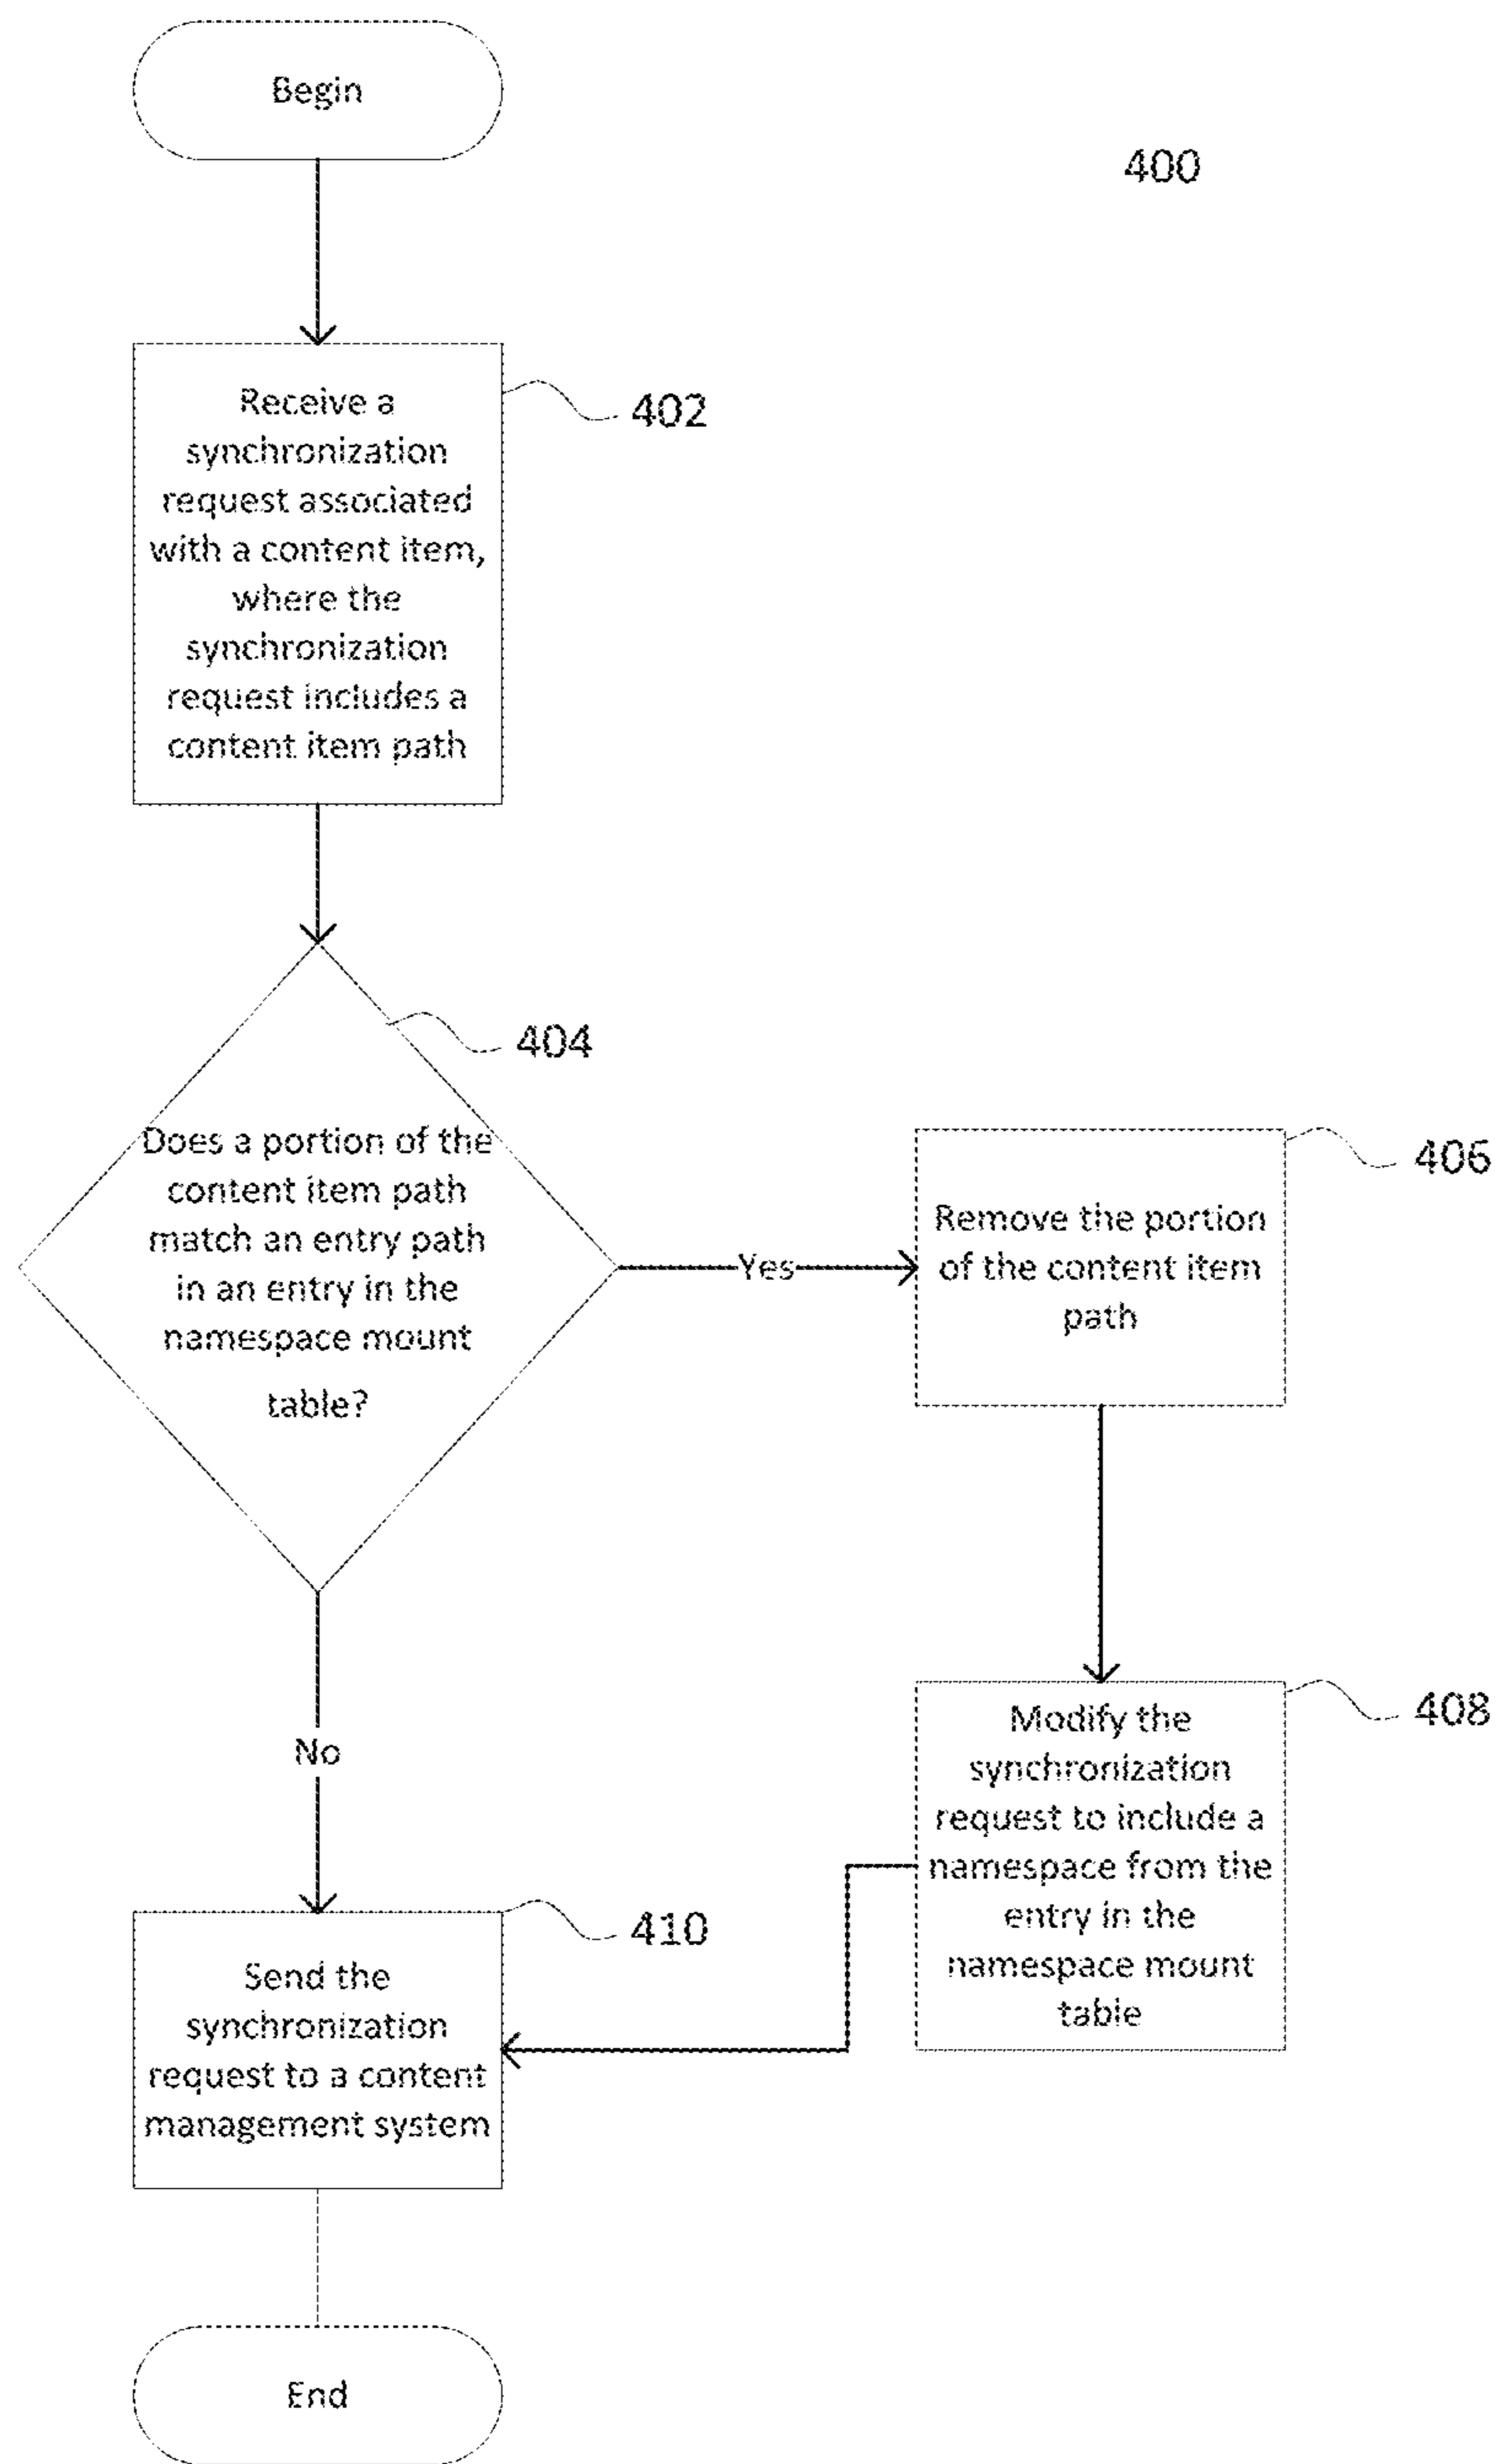 Begin
400
Receive a
synchronization
request associated
with a content item,
where the
synchronization
request includes a
content item path
402
404
Does a portion of the
content item path
match an entry path
in an entry in the
namespace mount
table?
Yes
Remove the portion
of the content item
path
406
No
Modify the
synchronization
request to include a
namespace from the
entry in the
namespace mount
table
408
Send the
synchronization
request to a content
management system
410
End